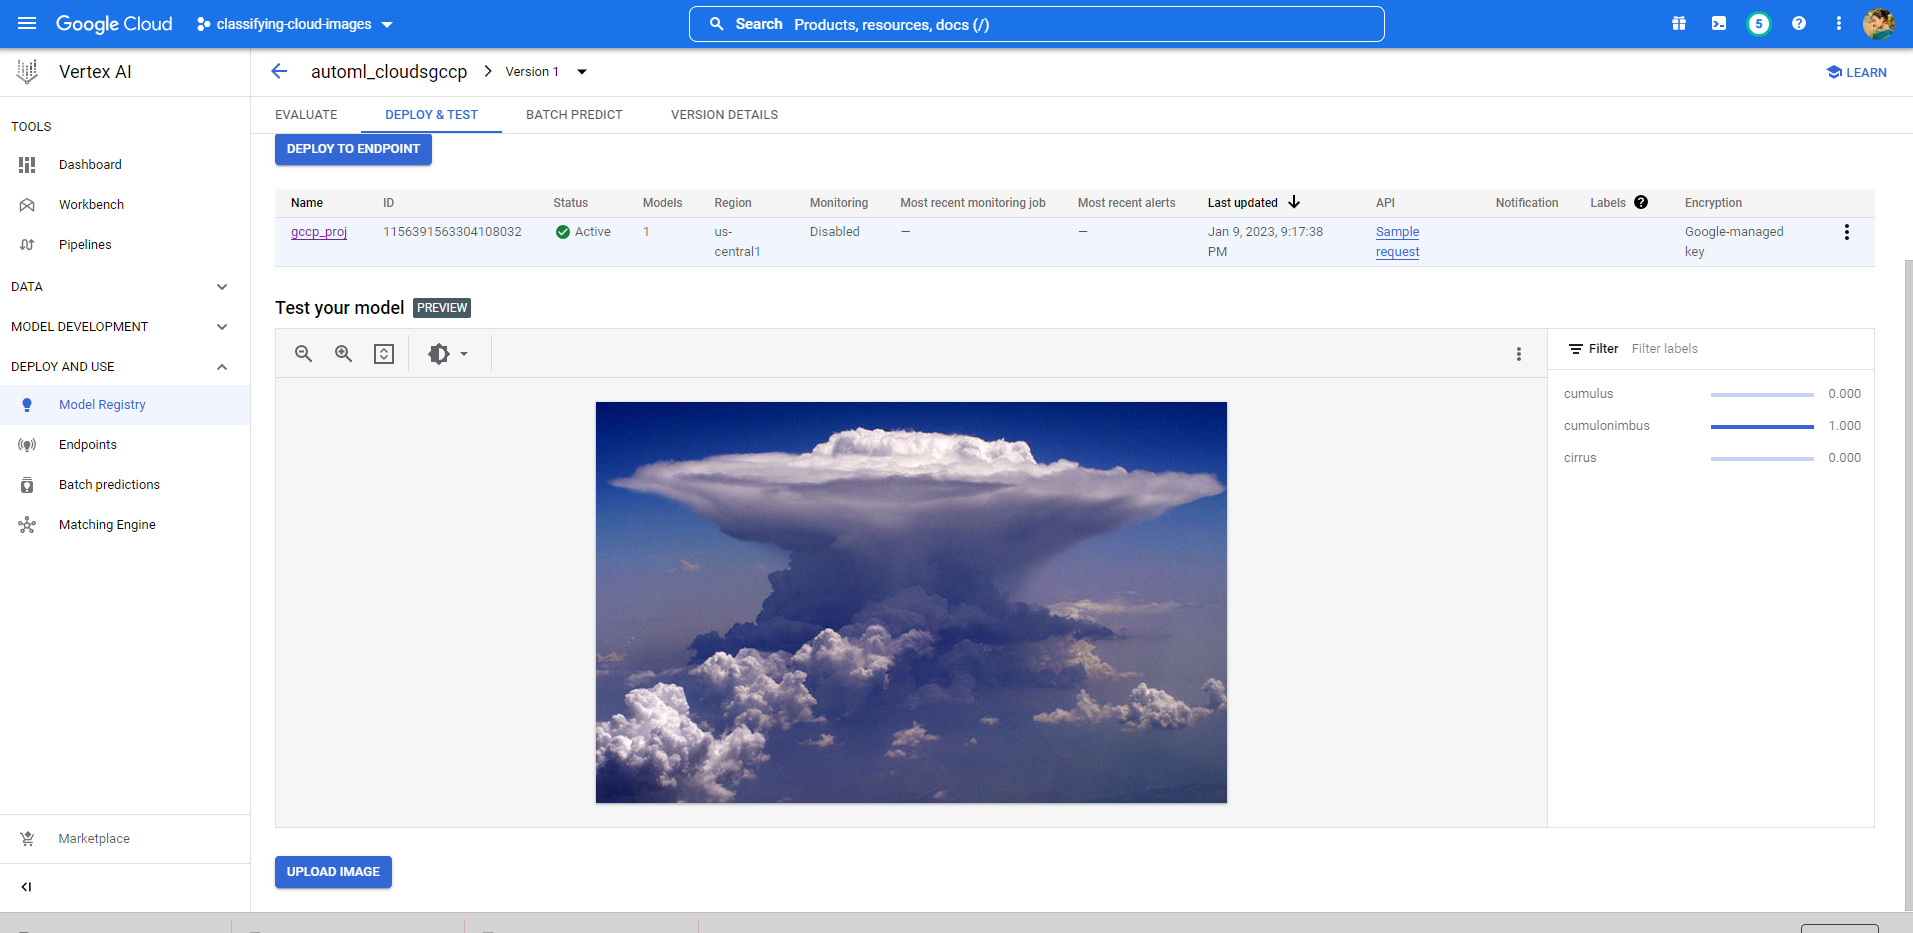 Google Cloud
classifying-cloud-images
Search Products, resources, docs (/)
5
Vertex AI
automl_cloudsgccp
Version 1
LEARN
TOOLS
Dashboard
Workbench
Pipelines
DATA
MODEL DEVELOPMENT
DEPLOY AND USE
Model Registry
Endpoints
Batch predictions
Matching Engine
Marketplace
EVALUATE DEPLOY & TEST BATCH PREDICT VERSION DETAILS
DEPLOY TO ENDPOINT
Name ID Status Models Region Monitoring Most recent monitoring job Most recent alerts Last updated API Notification Labels Encryption
gccp_proj 1156391563304108032 Active 1 us- Disabled — — Jan 9, 2023, 9:17:38 Sample Google-managed
central1 PM request key
Test your model PREVIEW
Filter Filter labels
cumulus 0.000
cumulonimbus 1.000
cirrus 0.000
UPLOAD IMAGE